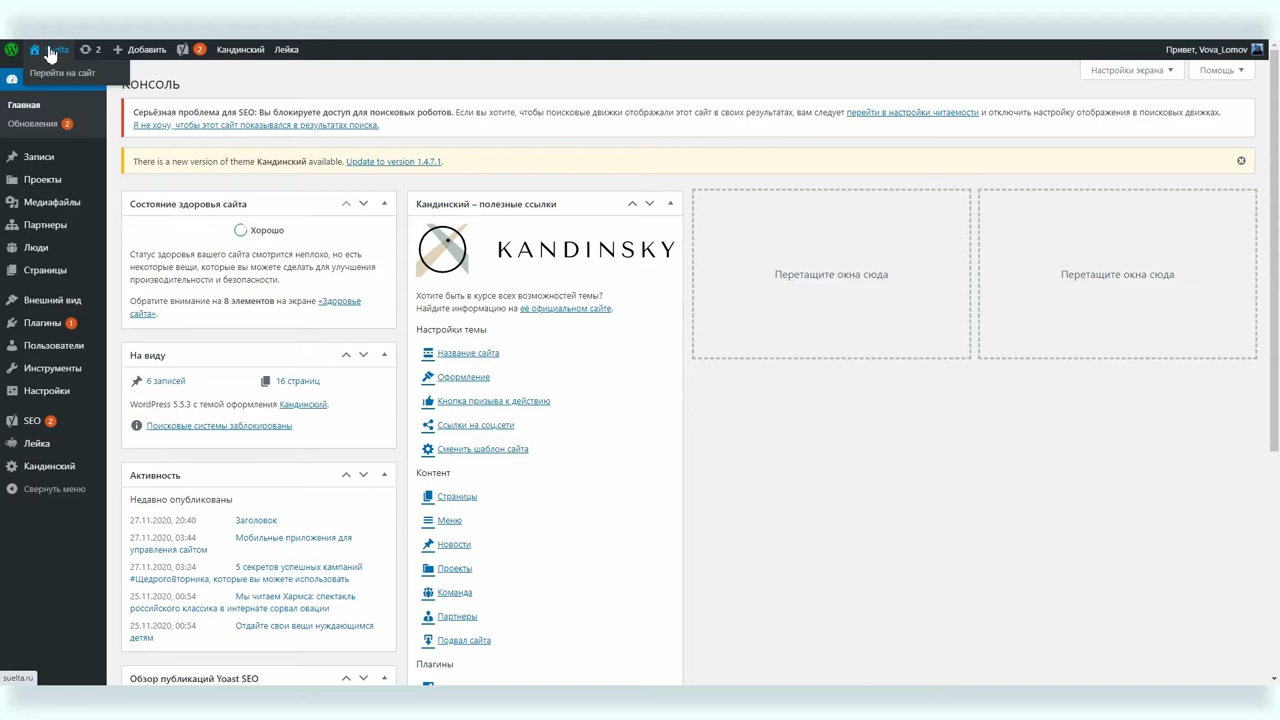 Suelta
2
Добавить
2
Кандинский
Лейка
Привет, Vova_Lomov
Перейти на сайт
Консоль
Настройки экрана
Помощь
Главная
Обновления 2
Записи
Проекты
Медиафайлы
Партнеры
Люди
Страницы
Внешний вид
Плагины 1
Пользователи
Инструменты
Настройки
SEO 2
Лейка
Кандинский
Свернуть меню
Серьёзная проблема для SEO: Вы блокируете доступ для поисковых роботов. Если вы хотите, чтобы поисковые движки отображали этот сайт в своих результатах, вам следует перейти в настройки читаемости и отключить настройку отображения в поисковых движках.
Я не хочу, чтобы этот сайт показывался в результатах поиска.
There is a new version of theme Кандинский available. Update to version 1.4.7.1.
Состояние здоровья сайта
Хорошо
Статус здоровья вашего сайта смотрится неплохо, но есть
некоторые вещи, которые вы можете сделать для улучшения
производительности и безопасности.
Обратите внимание на 8 элементов на экране «Здоровье
сайта».
На виду
6 записей
16 страниц
WordPress 5.5.3 с темой оформления Кандинский.
Поисковые системы заблокированы
Активность
Недавно опубликованы
27.11.2020, 20:40 Заголовок
27.11.2020, 03:44 Мобильные приложения для
управления сайтом
27.11.2020, 03:24 5 секретов успешных кампаний
#ЩедрогоВторника, которые вы можете использовать
25.11.2020, 00:54 Мы читаем Хармса: спектакль
российского классика в интернете сорвал овации
25.11.2020, 00:54 Отдайте свои вещи нуждающимся
детям
Обзор публикаций Yoast SEO
Кандинский – полезные ссылки
KANDINSKY
Хотите быть в курсе всех возможностей темы?
Найдите информацию на её официальном сайте.
Настройки темы
Название сайта
Оформление
Кнопка призыва к действию
Ссылки на соц.сети
Сменить шаблон сайта
Контент
Страницы
Меню
Новости
Проекты
Команда
Партнеры
Подвал сайта
Плагины
Перетащите окна сюда
Перетащите окна сюда
suelta.ru